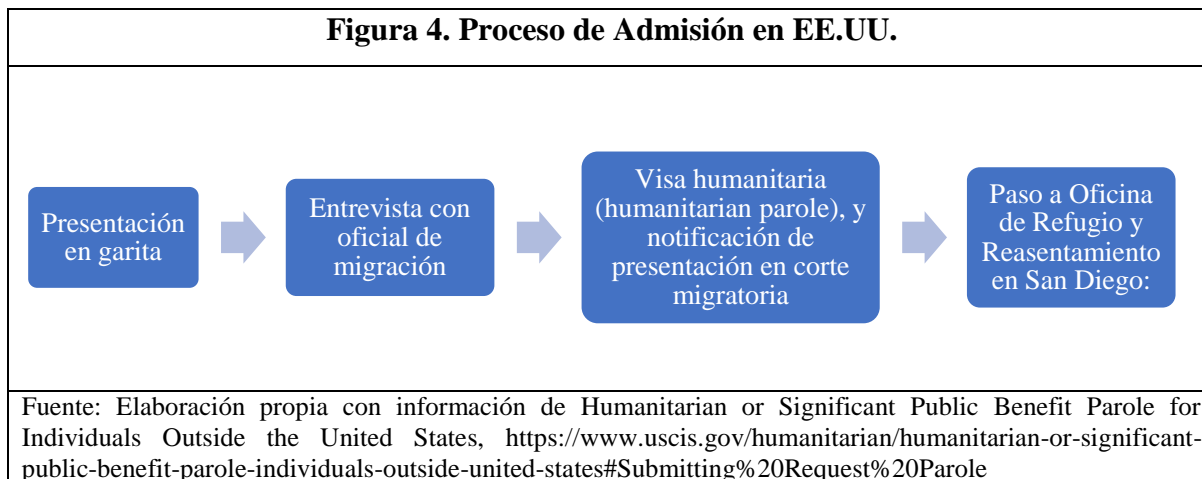 Figura 4. Proceso de Admisión en EE.UU.
Presentación
en garita
Entrevista con
oficial de
migración
Visa humanitaria
(humanitarian parole), y
notificación de
presentación en corte
migratoria
Paso a Oficina
de Refugio y
Reasentamiento
en San Diego:
Fuente: Elaboración propia con información de Humanitarian or Significant Public Benefit Parole for
Individuals Outside the United States, https://www.uscis.gov/humanitarian/humanitarian-or-significant-
public-benefit-parole-individuals-outside-united-states#Submitting%20Request%20Parole